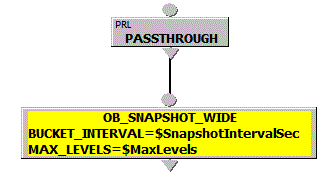 PRL
PASSTHROUGH
OB_SNAPSHOT_WIDE
BUCKET_INTERVAL=$SnapshotIntervalSec
MAX_LEVELS=$MaxLevels